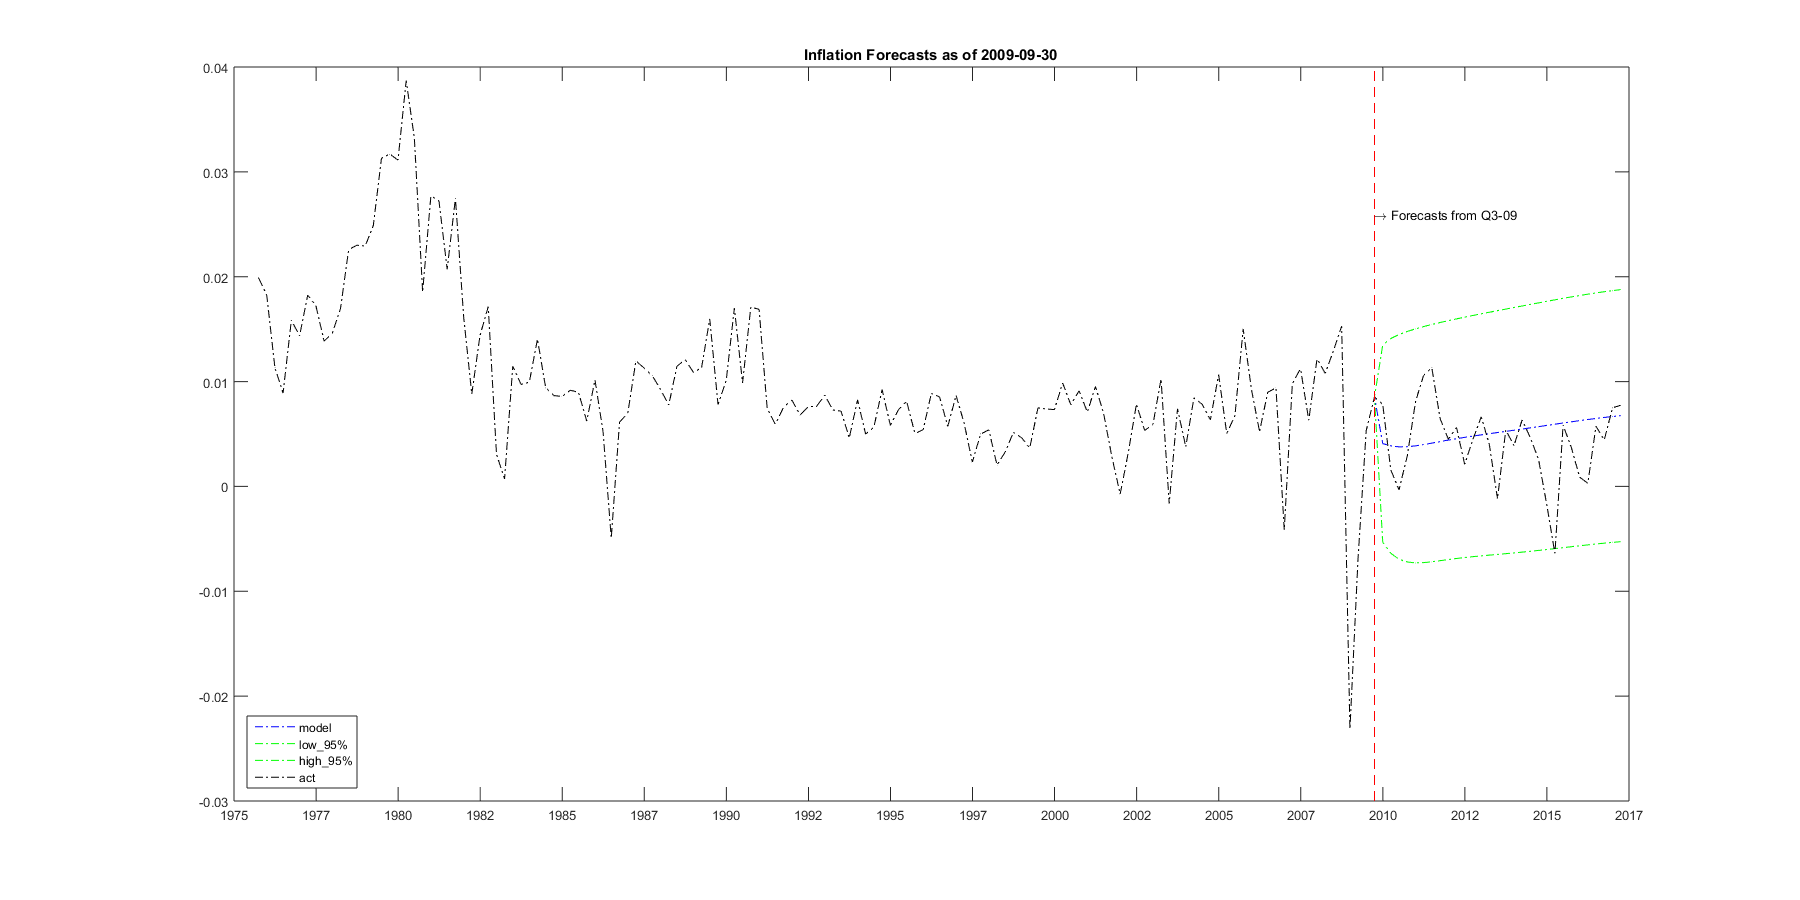 Inflation Forecasts as of 2009-09-30
0.04
0.03
0.02
0.01
0
-0.01
-0.02
-0.03
→ Forecasts from Q3-09
model
low_95%
high_95%
act
1975 1977 1980 1982 1985 1987 1990 1992 1995 1997 2000 2002 2005 2007 2010 2012 2015 2017